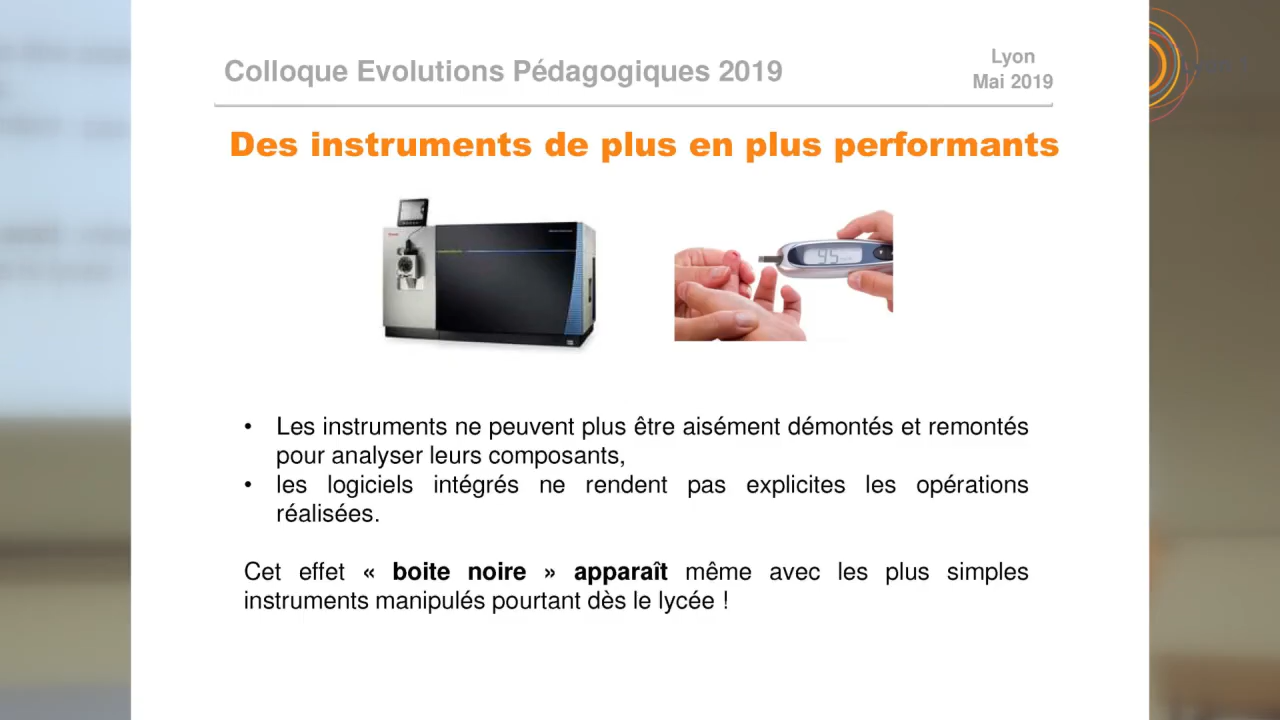 Colloque Evolutions Pédagogiques 2019
Lyon
Mai 2019
Des instruments de plus en plus performants
95
• Les instruments ne peuvent plus être aisément démontés et remontés
pour analyser leurs composants,
• les logiciels intégrés ne rendent pas explicites les opérations
réalisées.
Cet effet « boite noire » apparaît même avec les plus simples
instruments manipulés pourtant dès le lycée !